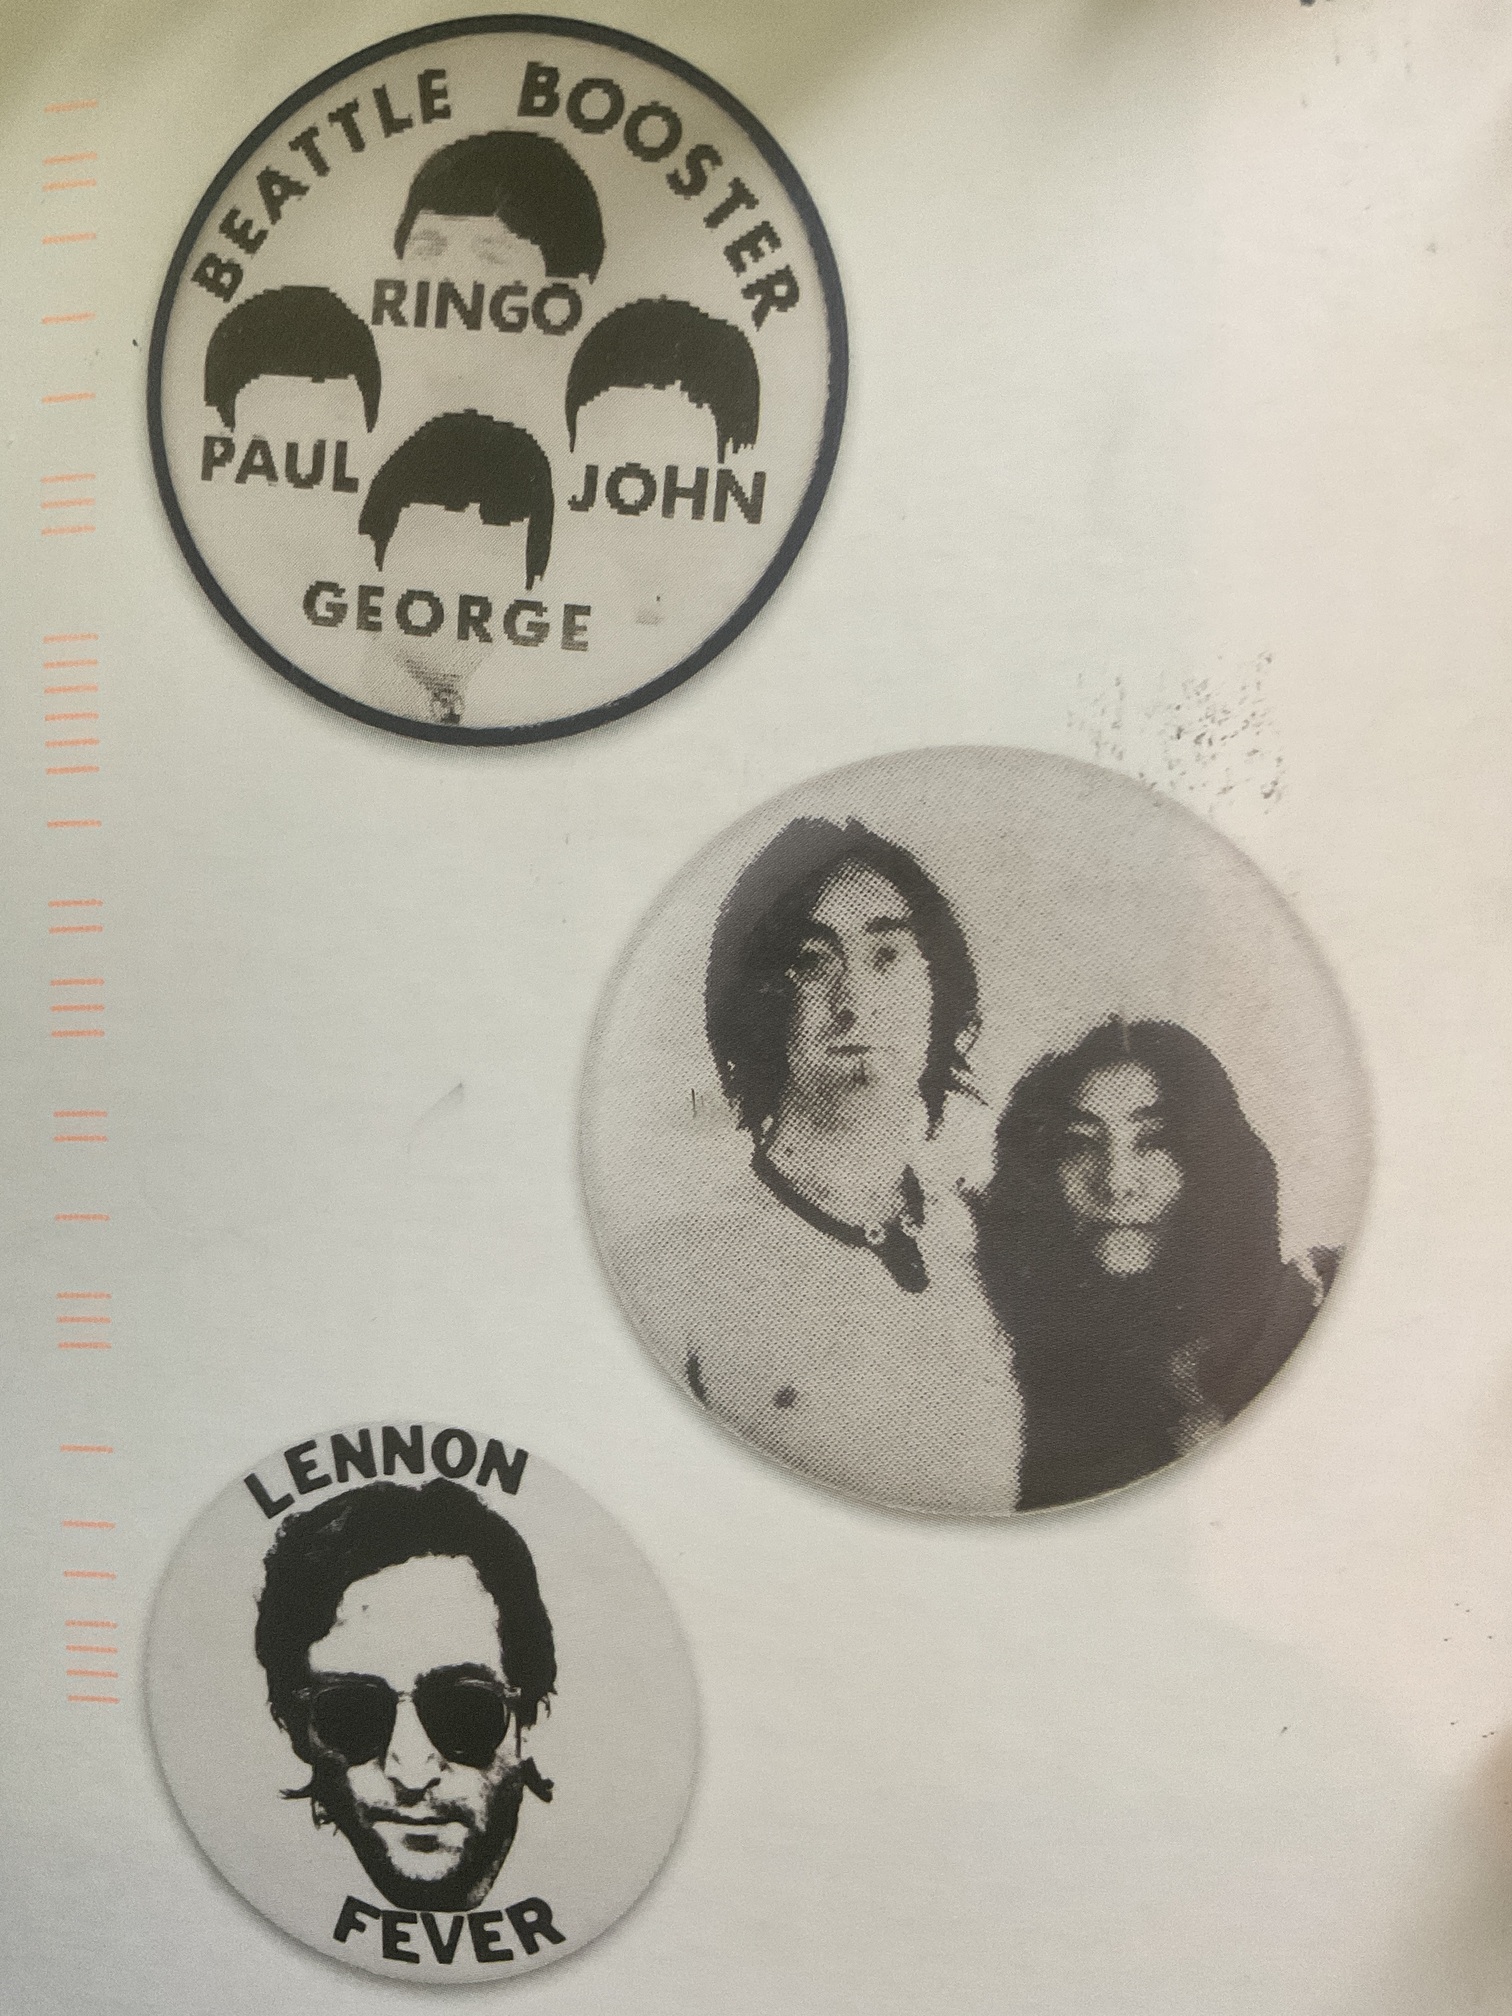 BEATTLE BOOSTER
RINGO
PAUL
JOHN
GEORGE
LENNON
FEVER